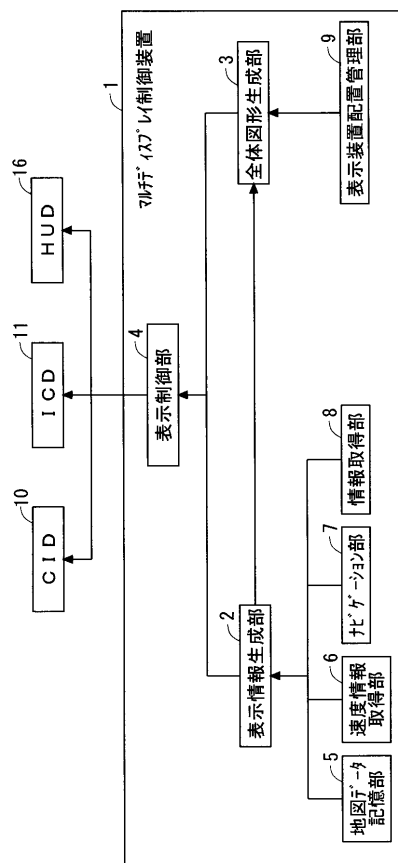 10
CID
11
ICD
16
HUD
1
マルチディスプレイ制御装置
4
表示制御部
2
表示情報生成部
3
全体図形生成部
5
地図データ
記憶部
6
速度情報
取得部
7
ナビゲーション部
8
情報取得部
9
表示装置配置管理部